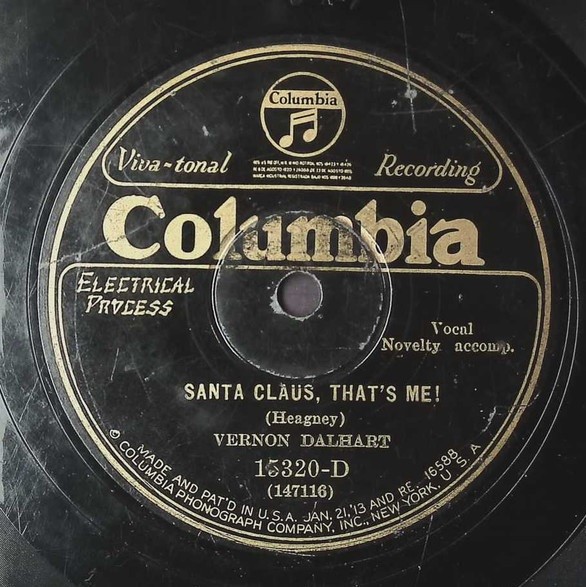 Columbia
Viva-tonal Recording
Columbia
ELECTRICAL
PROCESS
Vocal
Novelty accomp.
SANTA CLAUS, THAT'S ME!
(Heagney)
VERNON DALHART
15320-D
(147116)
MADE AND PAT'D IN U.S.A. JAN. 21,'13 AND RE. 16588
© COLUMBIA PHONOGRAPH COMPANY, INC., NEW YORK, U.S.A